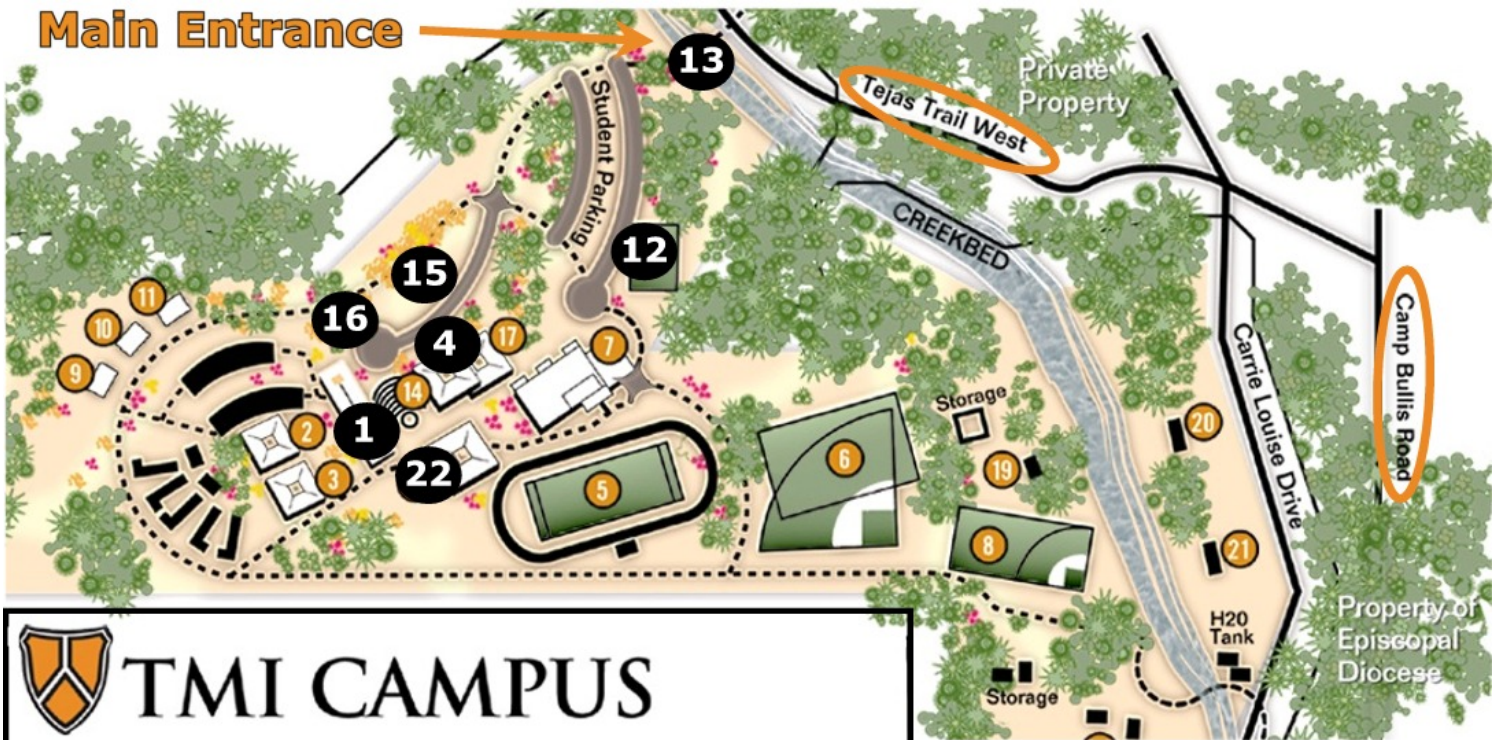 Main Entrance
13
Private
Property
Tejas Trail West
Student Parking
CREEKBED
12
15
16
11
10
9
4
17
7
14
Carrie Louise Drive
Camp Bullis Road
1
2
3
22
5
6
Storage
19
20
8
21
H20
Tank
Property of
Episcopal
Diocese
Storage
TMI CAMPUS